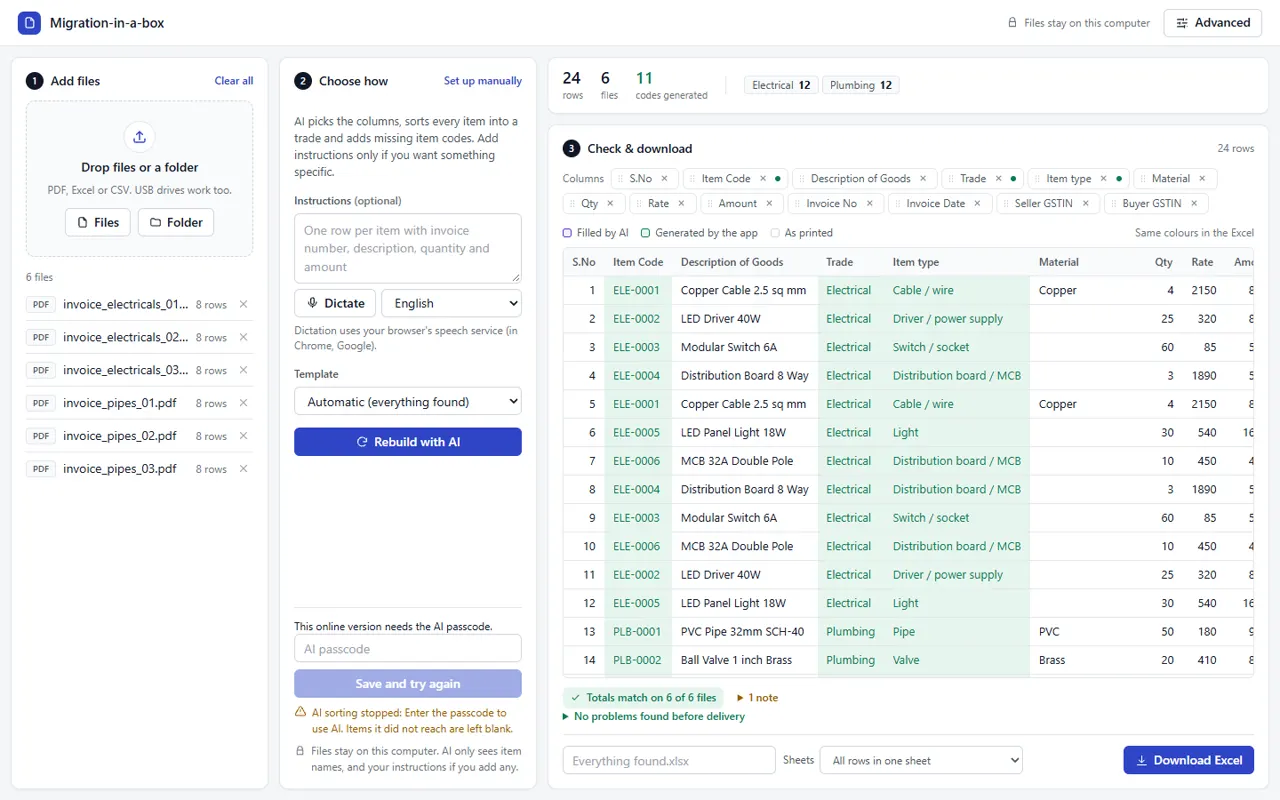 Migration-in-a-box
Files stay on this computer
Advanced
1 Add files
Clear all
Drop files or a folder
PDF, Excel or CSV. USB drives work too.
Files
Folder
6 files
PDF invoice_electricals_01... 8 rows
PDF invoice_electricals_02... 8 rows
PDF invoice_electricals_03... 8 rows
PDF invoice_pipes_01.pdf 8 rows
PDF invoice_pipes_02.pdf 8 rows
PDF invoice_pipes_03.pdf 8 rows
2 Choose how
Set up manually
AI picks the columns, sorts every item into a
trade and adds missing item codes. Add
instructions only if you want something
specific.
Instructions (optional)
One row per item with invoice
number, description, quantity and
amount
Dictate
English
Dictation uses your browser's speech service (in
Chrome, Google).
Template
Automatic (everything found)
Rebuild with AI
This online version needs the AI passcode.
AI passcode
Save and try again
AI sorting stopped: Enter the passcode to
use AI. Items it did not reach are left blank.
Files stay on this computer. AI only sees item
names, and your instructions if you add any.
24 6 11
rows files codes generated
Electrical 12
Plumbing 12
3 Check & download
24 rows
Columns S.No Item Code Description of Goods Trade Item type Material
Qty Rate Amount Invoice No Invoice Date Seller GSTIN Buyer GSTIN
Filled by AI Generated by the app As printed
Same colours in the Excel
S.No Item Code Description of Goods Trade Item type Material Qty Rate Amo
1 ELE-0001 Copper Cable 2.5 sq mm Electrical Cable / wire Copper 4 2150 8
2 ELE-0002 LED Driver 40W Electrical Driver / power supply 25 320 8
3 ELE-0003 Modular Switch 6A Electrical Switch / socket 60 85 5
4 ELE-0004 Distribution Board 8 Way Electrical Distribution board / MCB 3 1890 5
5 ELE-0001 Copper Cable 2.5 sq mm Electrical Cable / wire Copper 4 2150 8
6 ELE-0005 LED Panel Light 18W Electrical Light 30 540 16
7 ELE-0006 MCB 32A Double Pole Electrical Distribution board / MCB 10 450 4
8 ELE-0004 Distribution Board 8 Way Electrical Distribution board / MCB 3 1890 5
9 ELE-0003 Modular Switch 6A Electrical Switch / socket 60 85 5
10 ELE-0006 MCB 32A Double Pole Electrical Distribution board / MCB 10 450 4
11 ELE-0002 LED Driver 40W Electrical Driver / power supply 25 320 8
12 ELE-0005 LED Panel Light 18W Electrical Light 30 540 16
13 PLB-0001 PVC Pipe 32mm SCH-40 Plumbing Pipe PVC 50 180 9
14 PLB-0002 Ball Valve 1 inch Brass Plumbing Valve Brass 20 410 8
Totals match on 6 of 6 files
1 note
No problems found before delivery
Everything found.xlsx
Sheets
All rows in one sheet
Download Excel